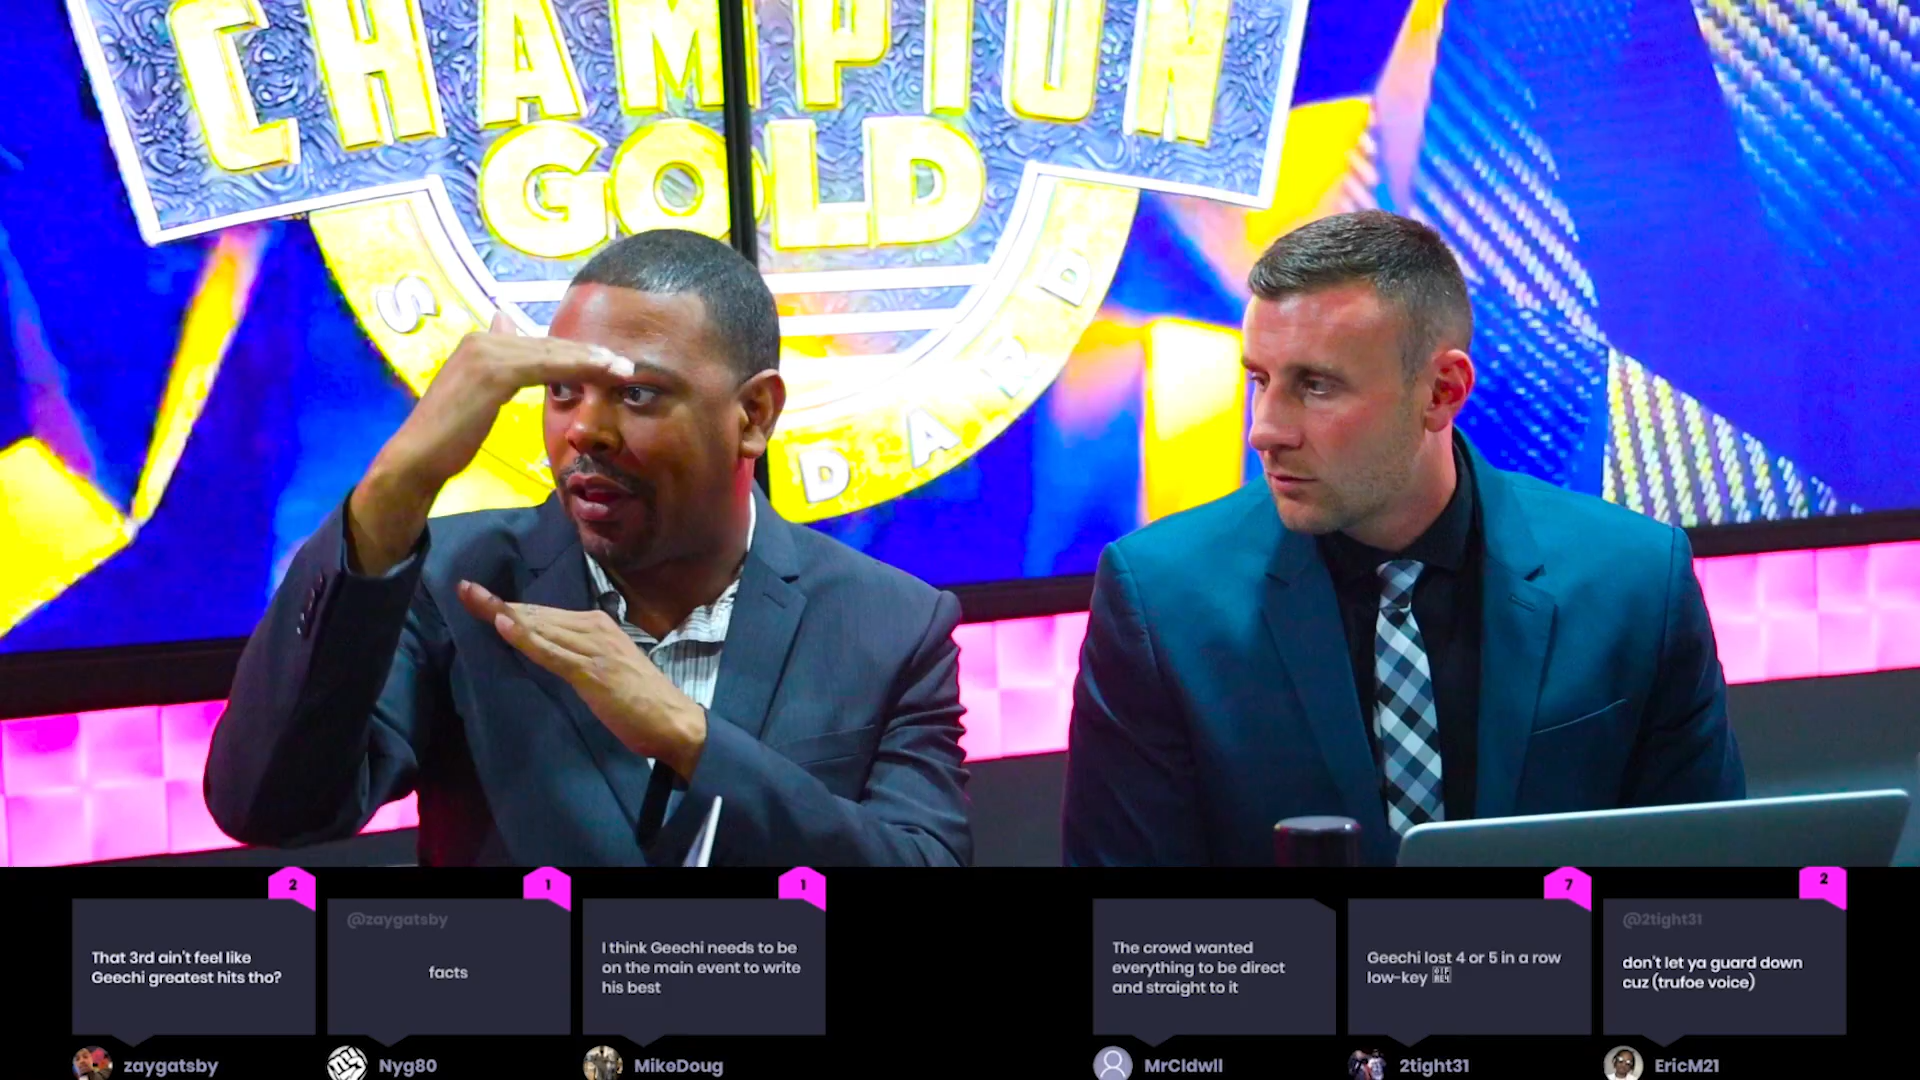 CHAMPION
GOLD
S
DARD
2
1
1
7
2
That 3rd ain't feel like
Geechi greatest hits tho?
@zaygatsby
facts
I think Geechi needs to be
on the main event to write
his best
The crowd wanted
everything to be direct
and straight to it
Geechi lost 4 or 5 in a row
low-key
@2tight31
don't let ya guard down
cuz (trufoe voice)
zaygatsby
Nyg80
MikeDoug
MrCldwll
2tight31
EricM21